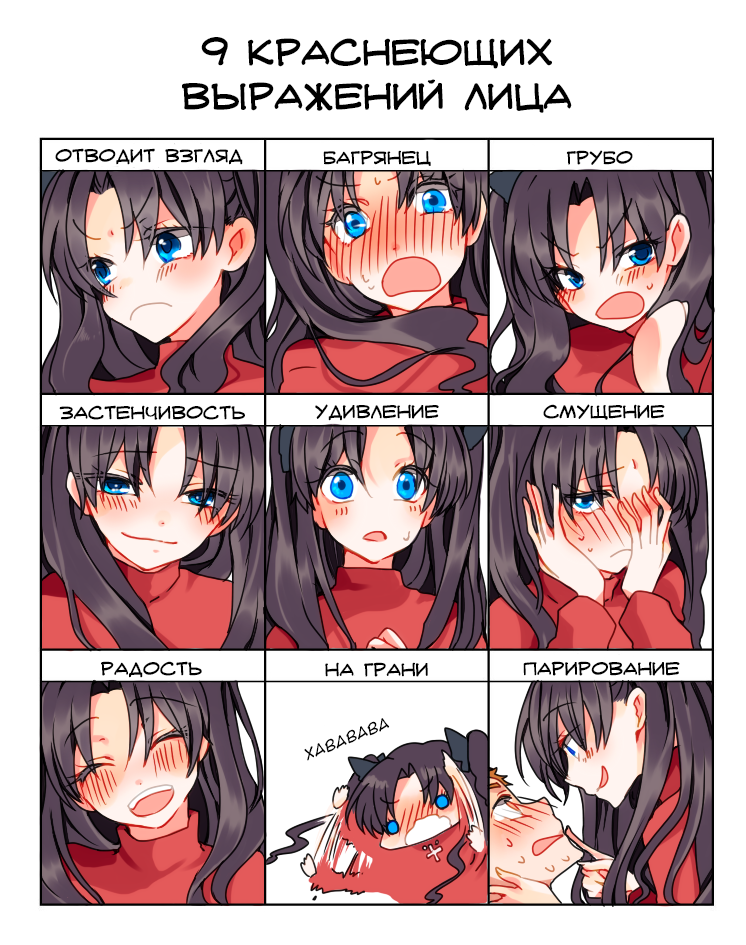 9 КРАСНЕЮЩИХ
ВЫРАЖЕНИЙ ЛИЦА
ОТВОДИТ ВЗГЛЯД
БАГРЯНЕЦ
ГРУБО
ЗАСТЕНЧИВОСТЬ
УДИВЛЕНИЕ
СМУЩЕНИЕ
РАДОСТЬ
НА ГРАНИ
ПАРИРОВАНИЕ
ХАВАВАВА